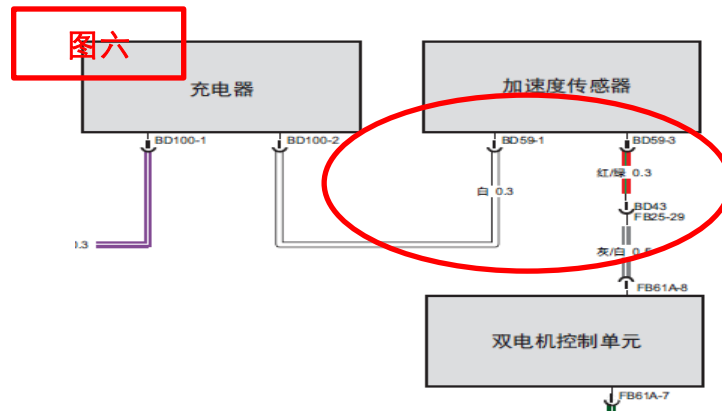 图六
充电器
加速度传感器
BD100-1
BD100-2
BD59-1
BD59-3
红/绿 0.3
白 0.3
BD43
FB25-29
0.3
灰/白 0.5
FB61A-8
双电机控制单元
FB61A-7